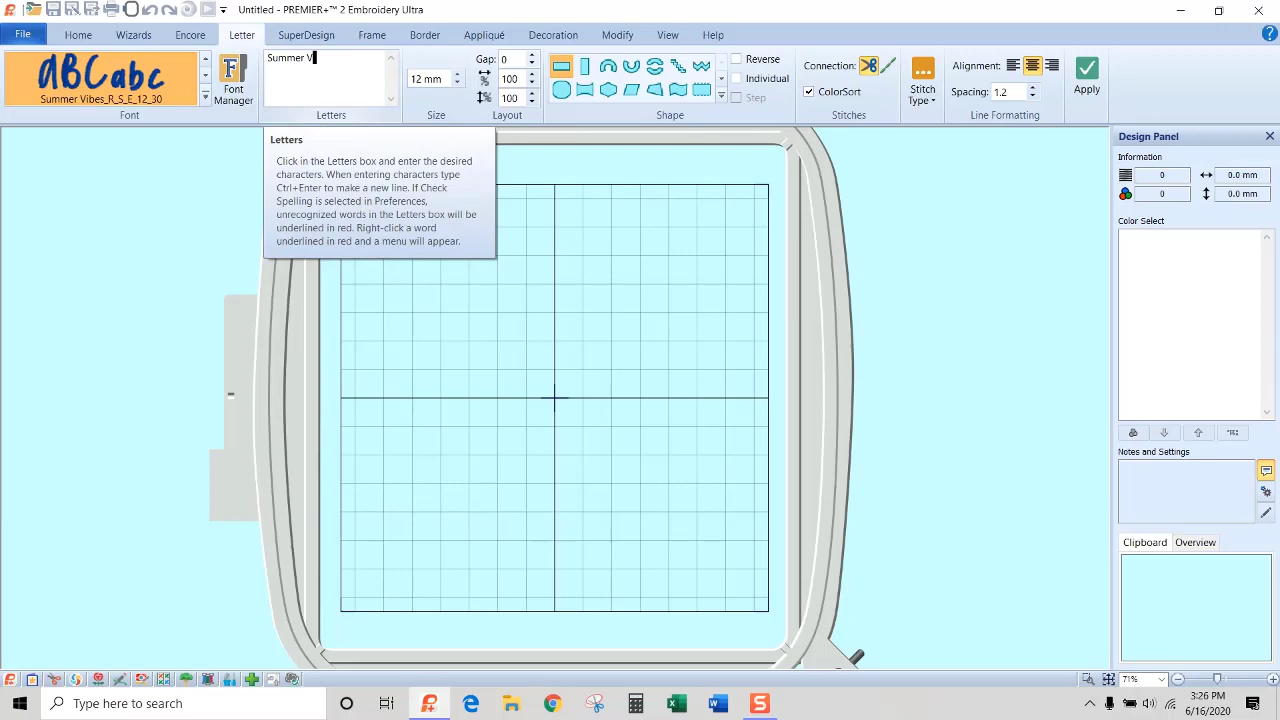 Untitled - PREMIER+™ 2 Embroidery Ultra
File Home Wizards Encore Letter SuperDesign Frame Border Appliqué Decoration Modify View Help
ABCabc
Summer Vibes_R_S_E_12_30
Font
Font Manager
Summer V
Letters
12 mm
Size
Gap: 0
% 100
% 100
Layout
Shape
Reverse
Individual
Step
Connection:
ColorSort
Stitches
Stitch Type
Alignment:
Spacing: 1.2
Line Formatting
Apply
Letters
Click in the Letters box and enter the desired
characters. When entering characters type
Ctrl+Enter to make a new line. If Check
Spelling is selected in Preferences,
unrecognized words in the Letters box will be
underlined in red. Right-click a word
underlined in red and a menu will appear.
Design Panel
Information
0 0.0 mm
0 0.0 mm
Color Select
Notes and Settings
Clipboard Overview
71%
Type here to search
3:26 PM
6/16/2020